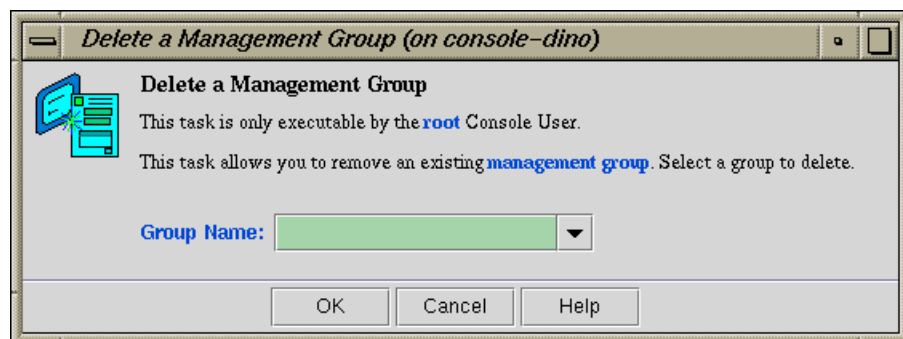 Delete a Management Group (on console-dino)
Delete a Management Group
This task is only executable by the root Console User.
This task allows you to remove an existing management group. Select a group to delete.
Group Name:
OK Cancel Help